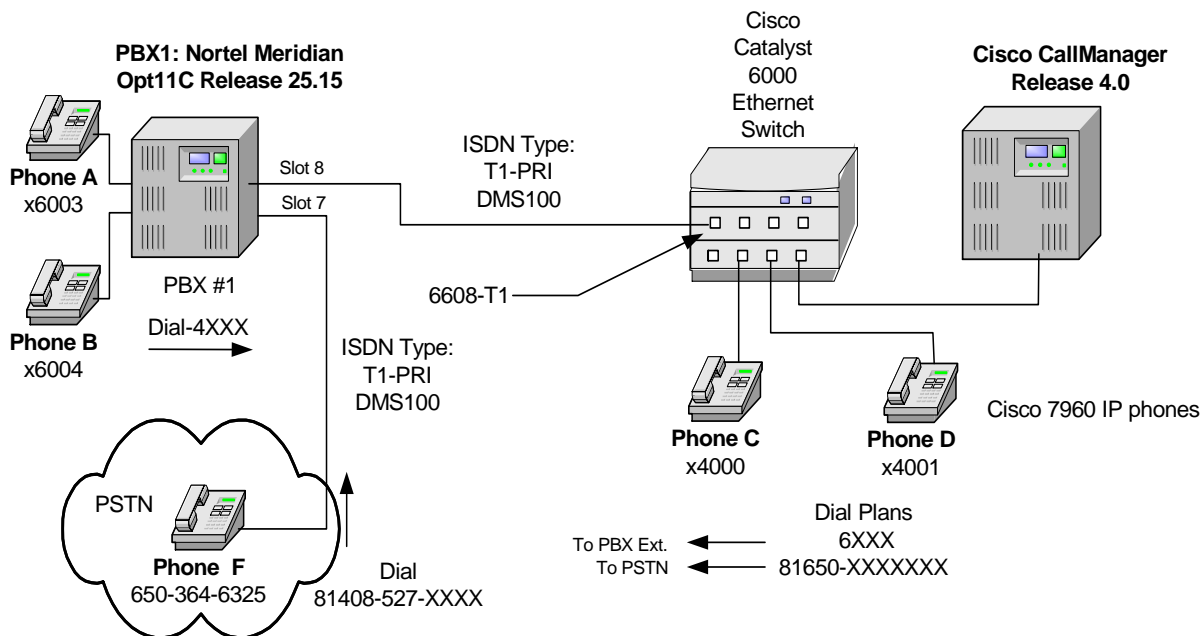 PBX1: Nortel Meridian
Opt11C Release 25.15
Cisco
Catalyst
6000
Ethernet
Switch
Cisco CallManager
Release 4.0
Phone A
x6003
Slot 8
Slot 7
ISDN Type:
T1-PRI
DMS100
PBX #1
6608-T1
Phone B
x6004
Dial-4XXX
ISDN Type:
T1-PRI
DMS100
Phone C
x4000
Phone D
x4001
Cisco 7960 IP phones
PSTN
Phone F
650-364-6325
Dial
81408-527-XXXX
Dial Plans
To PBX Ext.
6XXX
To PSTN
81650-XXXXXXX